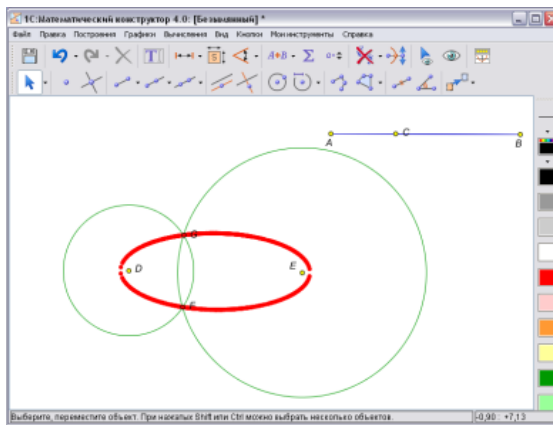 1С:Математический конструктор 4.0: [Безымянный] *
Файл Правка Построения Графики Вычисления Вид Кнопки Мои инструменты Справка
A+B Σ
A C B
G
D E
F
Выберите, переместите объект. При нажатых Shift или Ctrl можно выбрать несколько объектов. -0,90 : +7,13